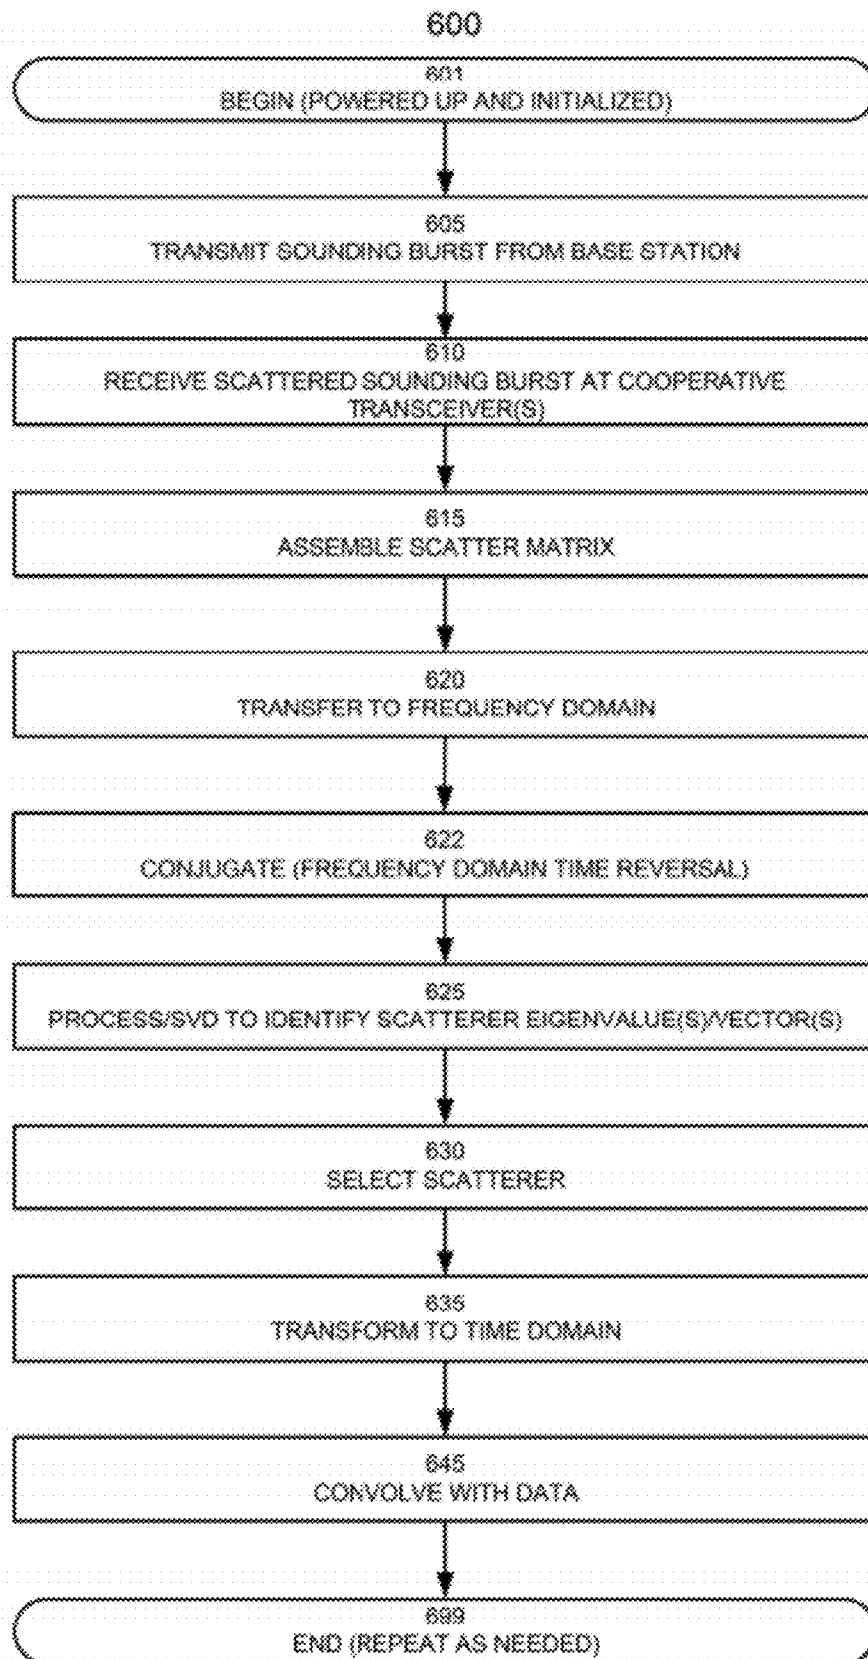 600
601
BEGIN (POWERED UP AND INITIALIZED)
605
TRANSMIT SOUNDING BURST FROM BASE STATION
610
RECEIVE SCATTERED SOUNDING BURST AT COOPERATIVE
TRANSCEIVER(S)
615
ASSEMBLE SCATTER MATRIX
620
TRANSFER TO FREQUENCY DOMAIN
622
CONJUGATE (FREQUENCY DOMAIN TIME REVERSAL)
625
PROCESS/SVD TO IDENTIFY SCATTERER EIGENVALUE(S)/VECTOR(S)
630
SELECT SCATTERER
635
TRANSFORM TO TIME DOMAIN
645
CONVOLVE WITH DATA
699
END (REPEAT AS NEEDED)